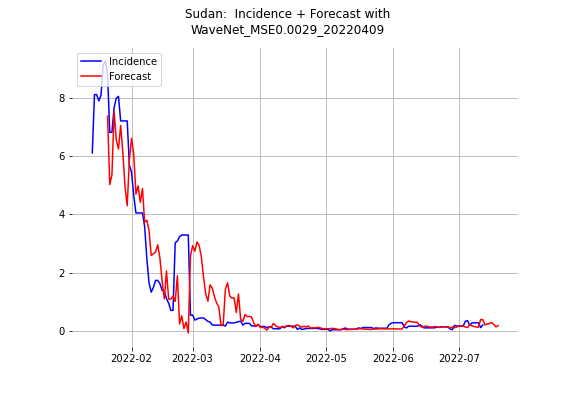 Sudan:  Incidence + Forecast with
WaveNet_MSE0.0029_20220409
Incidence
Forecast
8
6
4
2
0
2022-02
2022-03
2022-04
2022-05
2022-06
2022-07